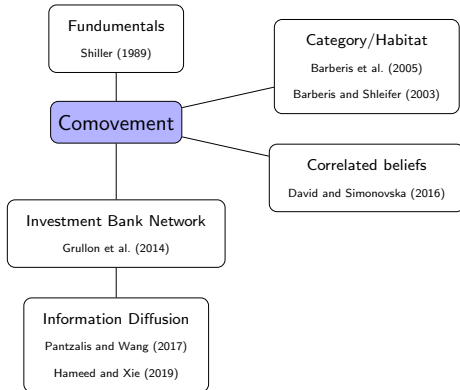 Fundumentals
Shiller (1989)
Category/Habitat
Barberis et al. (2005)
Barberis and Shleifer (2003)
Comovement
Correlated beliefs
David and Simonovska (2016)
Investment Bank Network
Grullon et al. (2014)
Information Diffusion
Pantzalis and Wang (2017)
Hameed and Xie (2019)